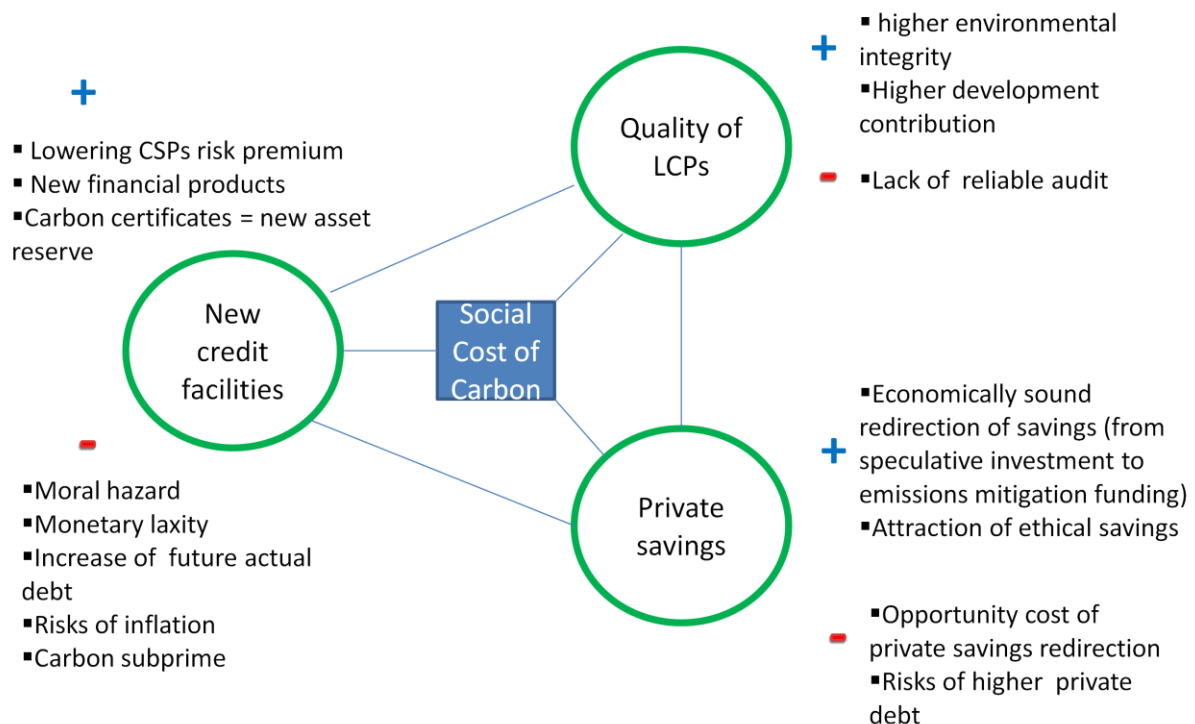 +
▪ Lowering CSPs risk premium
▪ New financial products
▪Carbon certificates = new asset
reserve
New
credit
facilities
-
▪Moral hazard
▪Monetary laxity
▪Increase of future actual
debt
▪Risks of inflation
▪Carbon subprime
Social
Cost of
Carbon
Quality of
LCPs
+
▪ higher environmental
integrity
▪Higher development
contribution
-
▪Lack of reliable audit
Private
savings
+
▪Economically sound
redirection of savings (from
speculative investment to
emissions mitigation funding)
▪Attraction of ethical savings
-
▪Opportunity cost of
private savings redirection
▪Risks of higher private
debt